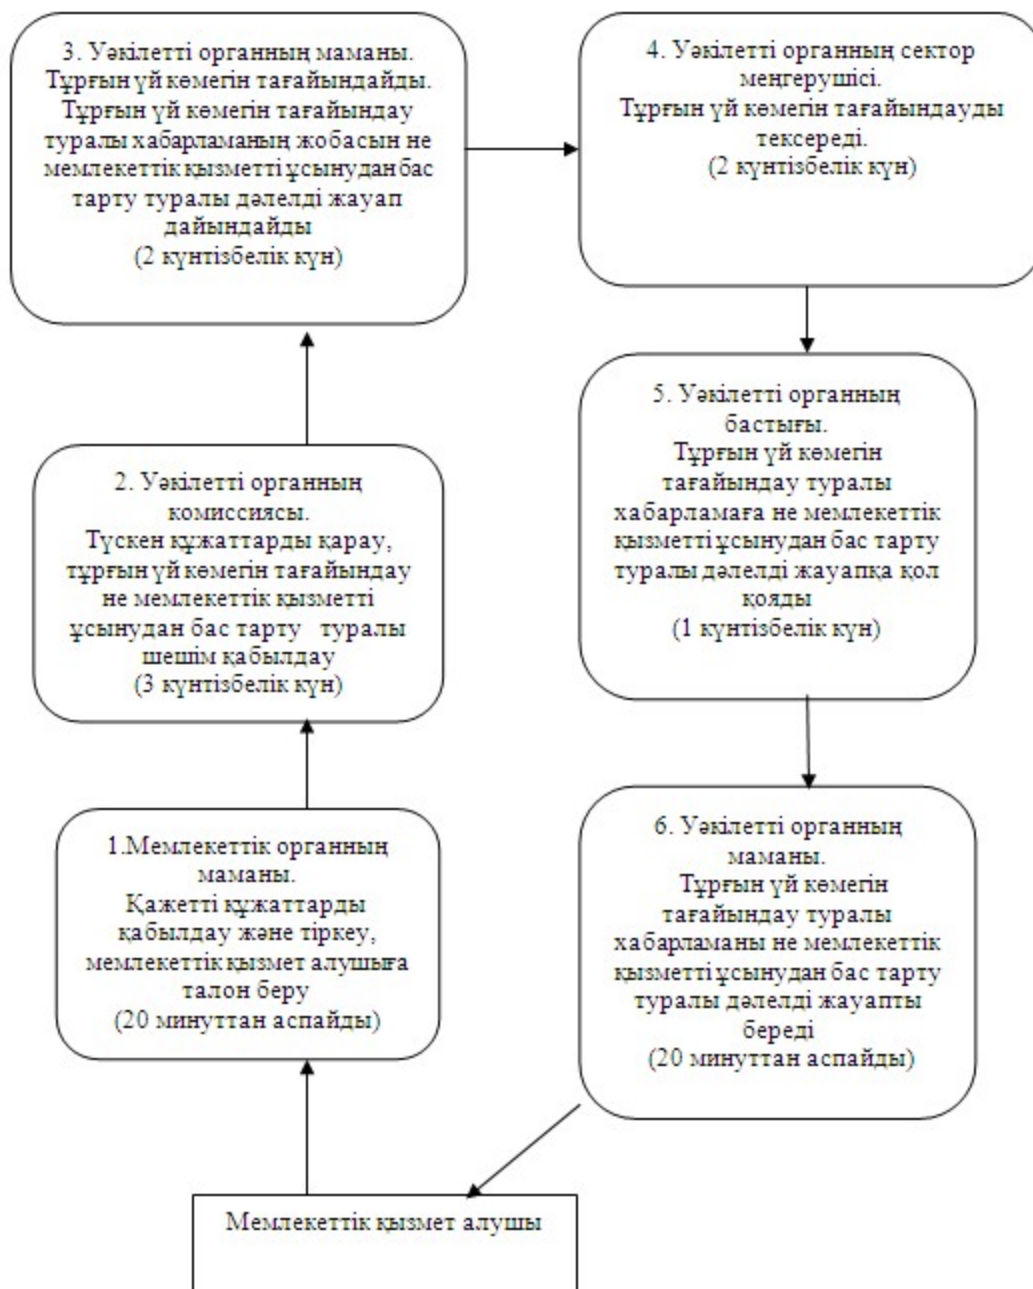 3. Уәкілетті органның маманы.
Тұрғын үй көмегін тағайындайды.
Тұрғын үй көмегін тағайындау
туралы хабарламаның жобасын не
мемлекеттік қызметті ұсынудан бас
тарту туралы дәлелді жауап
дайындайды
(2 күнтізбелік күн)
4. Уәкілетті органның сектор
меңгерушісі.
Тұрғын үй көмегін тағайындауды
тексереді.
(2 күнтізбелік күн)
5. Уәкілетті органның
бастығы.
Тұрғын үй көмегін
тағайындау туралы
хабарламаға не мемлекеттік
қызметті ұсынудан бас тарту
туралы дәлелді жауапқа қол
қояды
(1 күнтізбелік күн)
2. Уәкілетті органның
комиссиясы.
Түскен құжаттарды қарау,
тұрғын үй көмегін тағайындау
не мемлекеттік қызметті
ұсынудан бас тарту туралы
шешім қабылдау
(3 күнтізбелік күн)
1.Мемлекеттік органның
маманы.
Қажетті құжаттарды
қабылдау және тіркеу,
мемлекеттік қызмет алушыға
талон беру
(20 минуттан аспайды)
6. Уәкілетті органның
маманы.
Тұрғын үй көмегін
тағайындау туралы
хабарламаны не мемлекеттік
қызметті ұсынудан бас тарту
туралы дәлелді жауапты
береді
(20 минуттан аспайды)
Мемлекеттік қызмет алушы